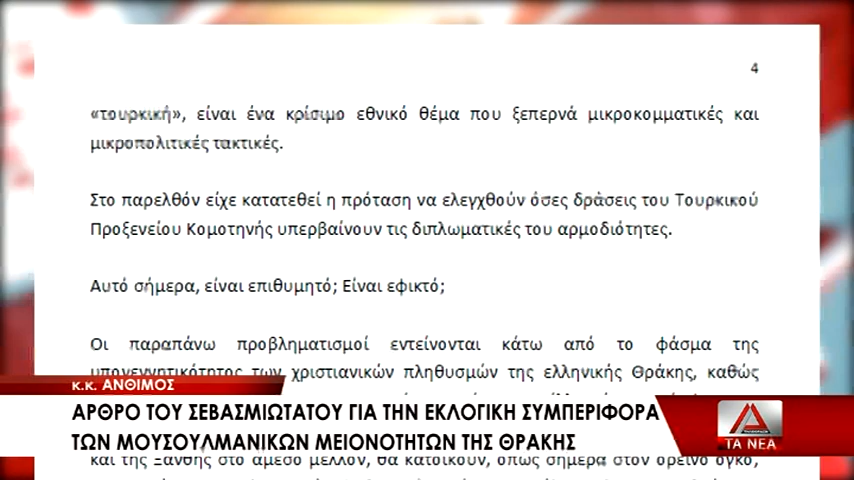 4
«τουρκική», είναι ένα κρίσιμο εθνικό θέμα που ξεπερνά μικροκομματικές και
μικροπολιτικές τακτικές.
Στο παρελθόν είχε κατατεθεί η πρόταση να ελεγχθούν όσες δράσεις του Τουρκικού
Προξενείου Κομοτηνής υπερβαίνουν τις διπλωματικές του αρμοδιότητες.
Αυτό σήμερα, είναι επιθυμητό; Είναι εφικτό;
Οι παραπάνω προβληματισμοί εντείνονται κάτω από το φάσμα της
υπογεννητικότητος των χριστιανικών πληθυσμών της ελληνικής Θράκης, καθώς
κ.κ. ΑΝΘΙΜΟΣ
ΑΡΘΡΟ ΤΟΥ ΣΕΒΑΣΜΙΩΤΑΤΟΥ ΓΙΑ ΤΗΝ ΕΚΛΟΓΙΚΗ ΣΥΜΠΕΡΙΦΟΡΑ
ΤΩΝ ΜΟΥΣΟΥΛΜΑΝΙΚΩΝ ΜΕΙΟΝΟΤΗΤΩΝ ΤΗΣ ΘΡΑΚΗΣ
ΤΑ ΝΕΑ
και της Ξάνθης στο άμεσο μέλλον, θα κατοικούν, όπως σήμερα στον ορεινό όγκο,